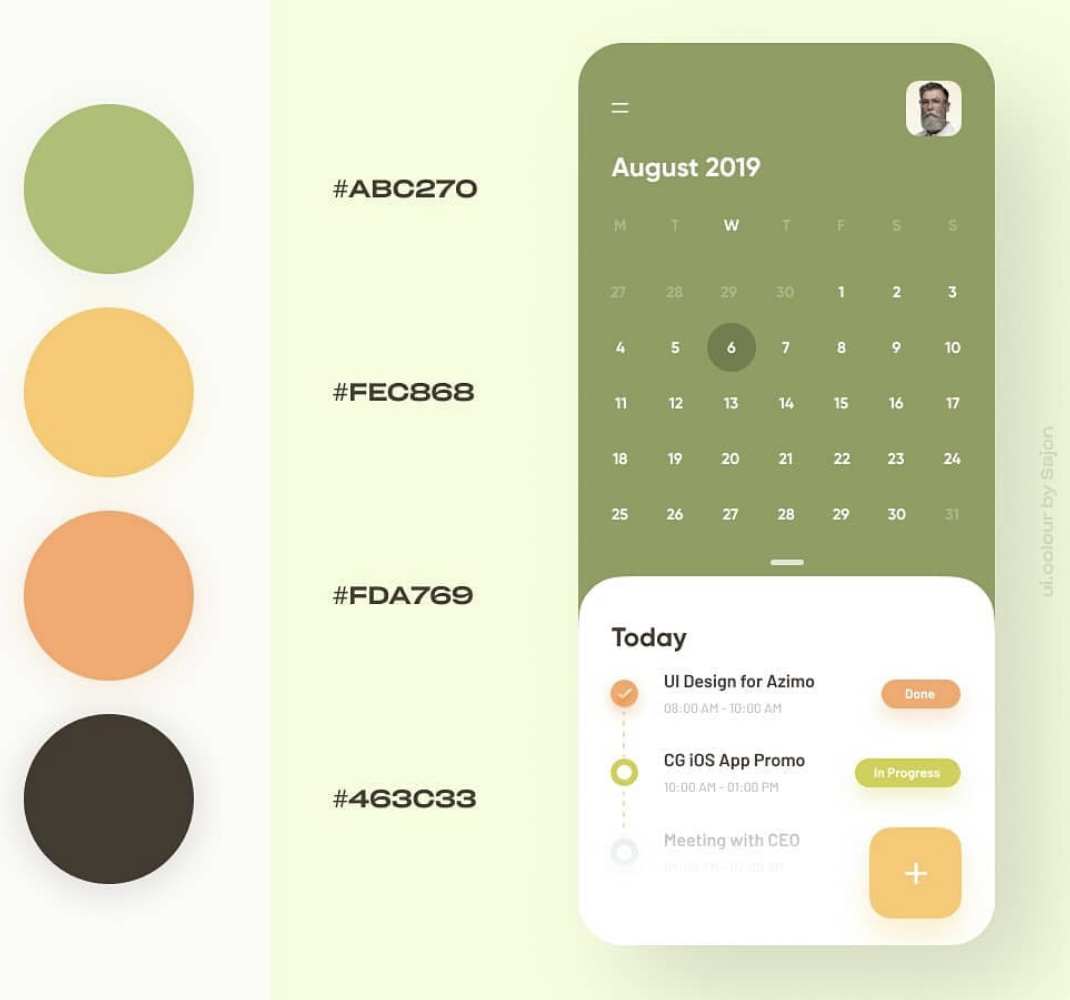 #ABC270
#FEC868
#FDA769
#463C33
August 2019
M T W T F S S
27 28 29 30 1 2 3
4 5 6 7 8 9 10
11 12 13 14 15 16 17
18 19 20 21 22 23 24
25 26 27 28 29 30 31
Today
UI Design for Azimo
Done
08:00 AM - 10:00 AM
CG iOS App Promo
In Progress
10:00 AM - 01:00 PM
Meeting with CEO
ui.colour by Sajon